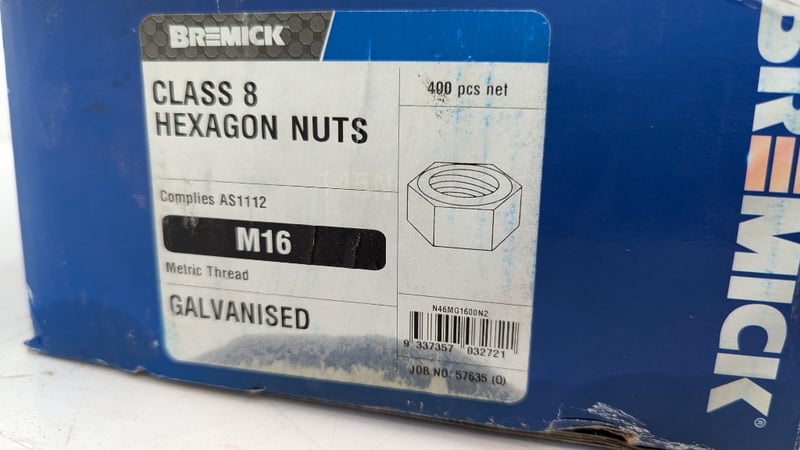 BREMICK
CLASS 8
HEXAGON NUTS
400 pcs net
Complies AS1112
M16
Metric Thread
GALVANISED
N46MG1600N2
9 337357 032721
JOB NO. 57635 (O)
BREMICK®